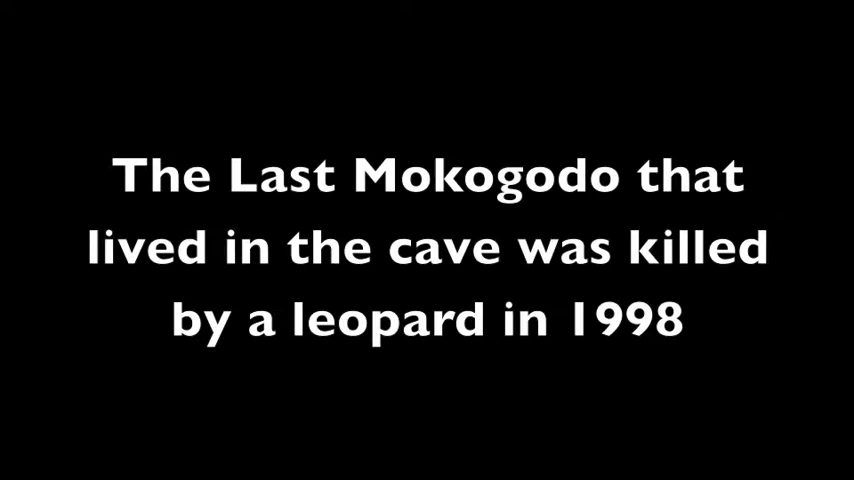 The Last Mokogodo that
lived in the cave was killed
by a leopard in 1998